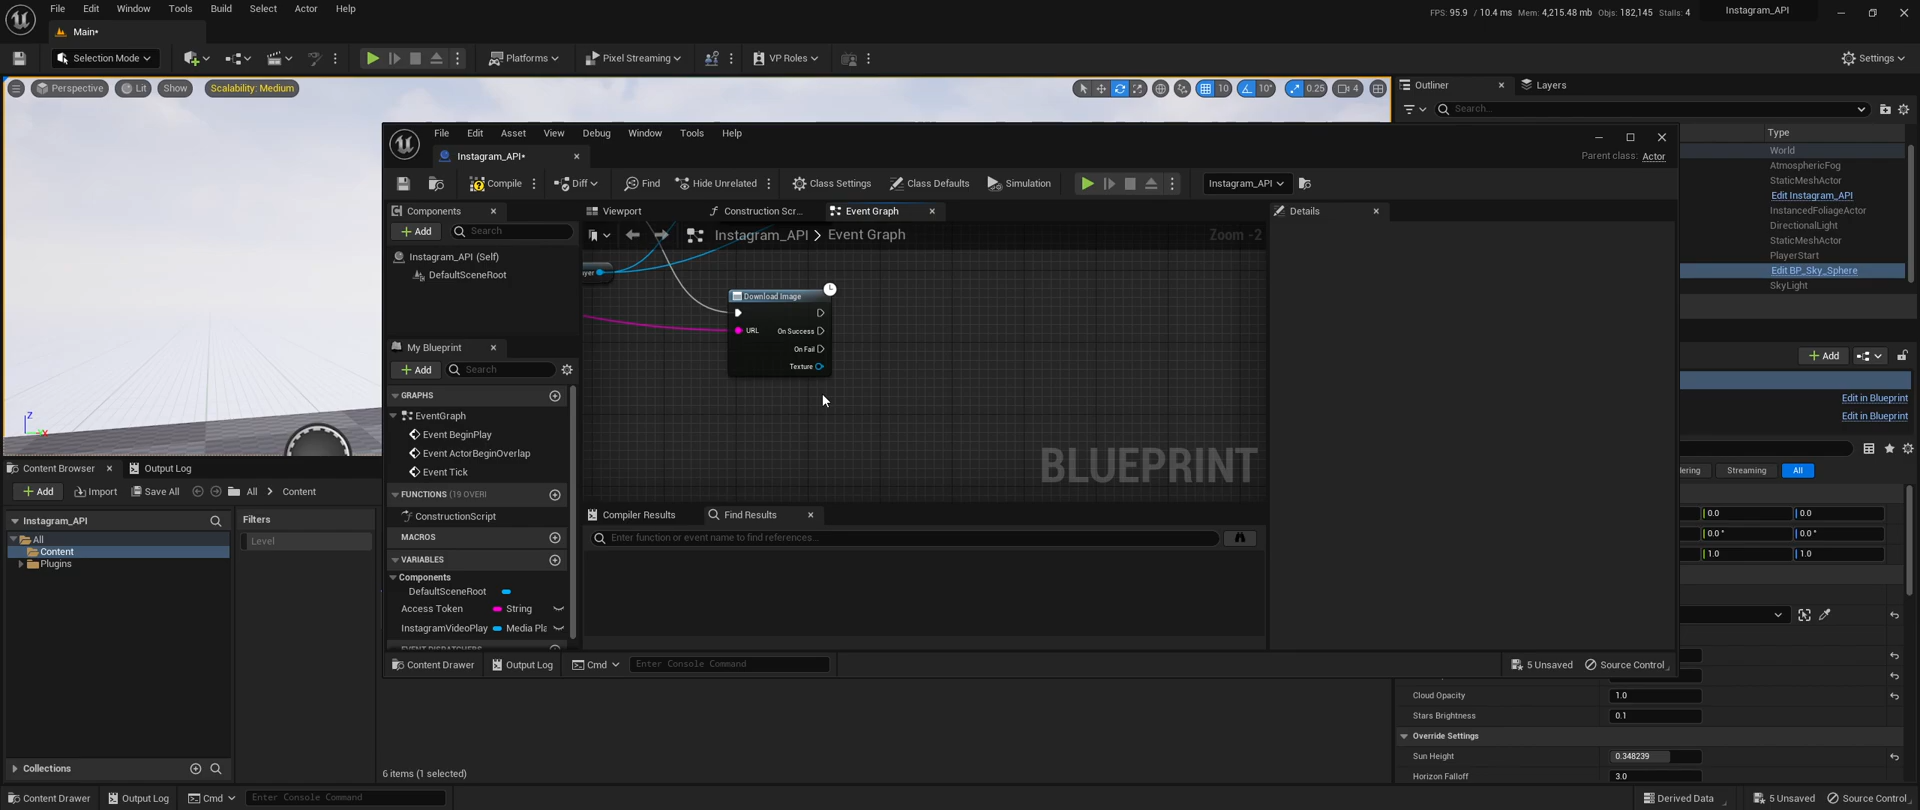 File Edit Window Tools Build Select Actor Help
FPS: 95.9 / 10.4 ms Mem: 4,215.48 mb Objs: 182,145 Stalls: 4
Instagram_API
Main•
Selection Mode
Platforms
Pixel Streaming
VP Roles
Settings
Perspective
Lit
Show
Scalability: Medium
10
10°
0.25
4
Outliner
Layers
Search...
Type
World
AtmosphericFog
StaticMeshActor
Edit Instagram_API
InstancedFoliageActor
DirectionalLight
StaticMeshActor
PlayerStart
Edit BP_Sky_Sphere
SkyLight
File Edit Asset View Debug Window Tools Help
Instagram_API•
Parent class: Actor
Compile
Diff
Find
Hide Unrelated
Class Settings
Class Defaults
Simulation
Instagram_API
Components
Add
Search
Instagram_API (Self)
DefaultSceneRoot
My Blueprint
Add
Search
GRAPHS
EventGraph
Event BeginPlay
Event ActorBeginOverlap
Event Tick
FUNCTIONS (19 OVERI
ConstructionScript
MACROS
VARIABLES
Components
DefaultSceneRoot
Access Token String
InstagramVideoPlay Media Pla
EVENT DISPATCHERS
Viewport
Construction Scr...
Event Graph
Instagram_API > Event Graph
Zoom -2
yer
Download Image
URL
On Success
On Fail
Texture
BLUEPRINT
Compiler Results
Find Results
Enter function or event name to find references...
Details
Content Drawer
Output Log
Cmd
Enter Console Command
5 Unsaved
Source Control
Add
Edit in Blueprint
Edit in Blueprint
dering
Streaming
All
0.0 0.0
0.0 ° 0.0 °
1.0 1.0
Cloud Opacity 1.0
Stars Brightness 0.1
Override Settings
Sun Height 0.348239
Horizon Falloff 3.0
Content Browser
Output Log
Add
Import
Save All
All > Content
Instagram_API
Filters
All
Level
Content
Plugins
Collections
6 items (1 selected)
Content Drawer
Output Log
Cmd
Enter Console Command
Derived Data
5 Unsaved
Source Control